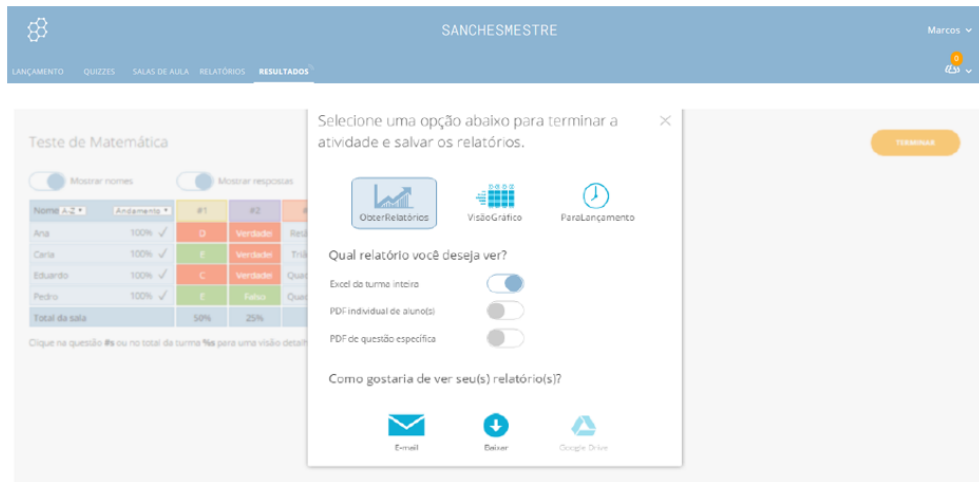 SANCHESMESTRE
Marcos
0
LANÇAMENTO QUIZZES SALAS DE AULA RELATÓRIOS RESULTADOS
Selecione uma opção abaixo para terminar a
atividade e salvar os relatórios.
Teste de Matemática
TERMINAR
Mostrar nomes Mostrar respostas
ObterRelatórios VisãoGráfico ParaLançamento
Nome A-Z Andamento #1 #2
Ana 100% D Verdadei
Carla 100% E Verdadei
Eduardo 100% C Verdadei
Pedro 100% E Falso
Total da sala 50% 25%
Clique na questão #s ou no total da turma %s para uma visão
Qual relatório você deseja ver?
Excel da turma inteira
PDF individual de aluno(s)
PDF de questão específica
Como gostaria de ver seu(s) relatório(s)?
E-mail Baixar Google Drive